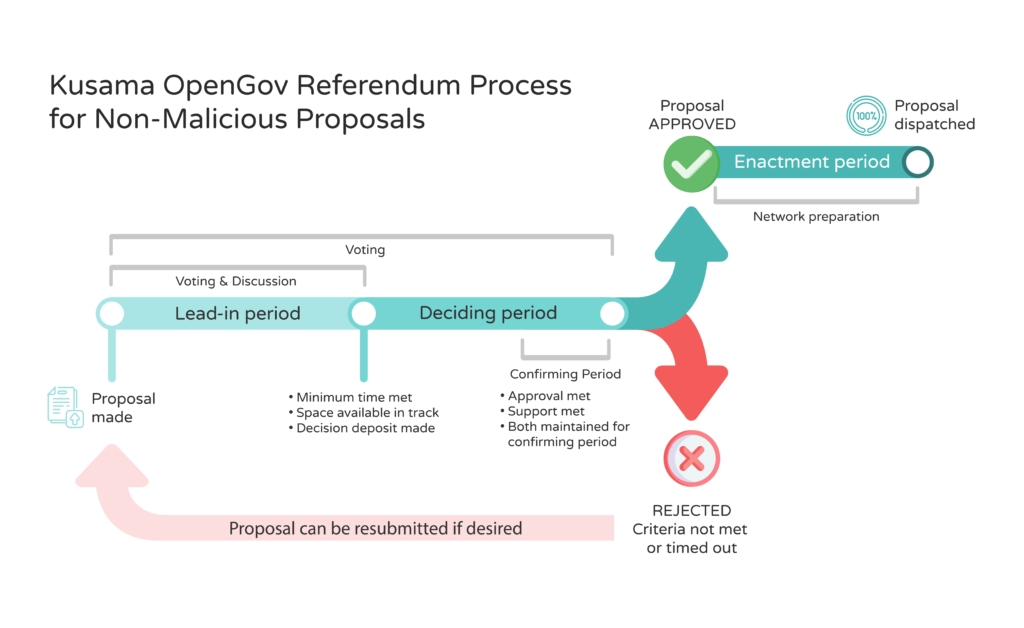 Kusama OpenGov Referendum Process
for Non-Malicious Proposals
Proposal
APPROVED
100%
Proposal
dispatched
Enactment period
Network preparation
Voting
Voting & Discussion
Lead-in period
Deciding period
Confirming Period
Proposal
made
• Minimum time met
• Space available in track
• Decision deposit made
• Approval met
• Support met
• Both maintained for
confirming period
REJECTED
Criteria not met
or timed out
Proposal can be resubmitted if desired